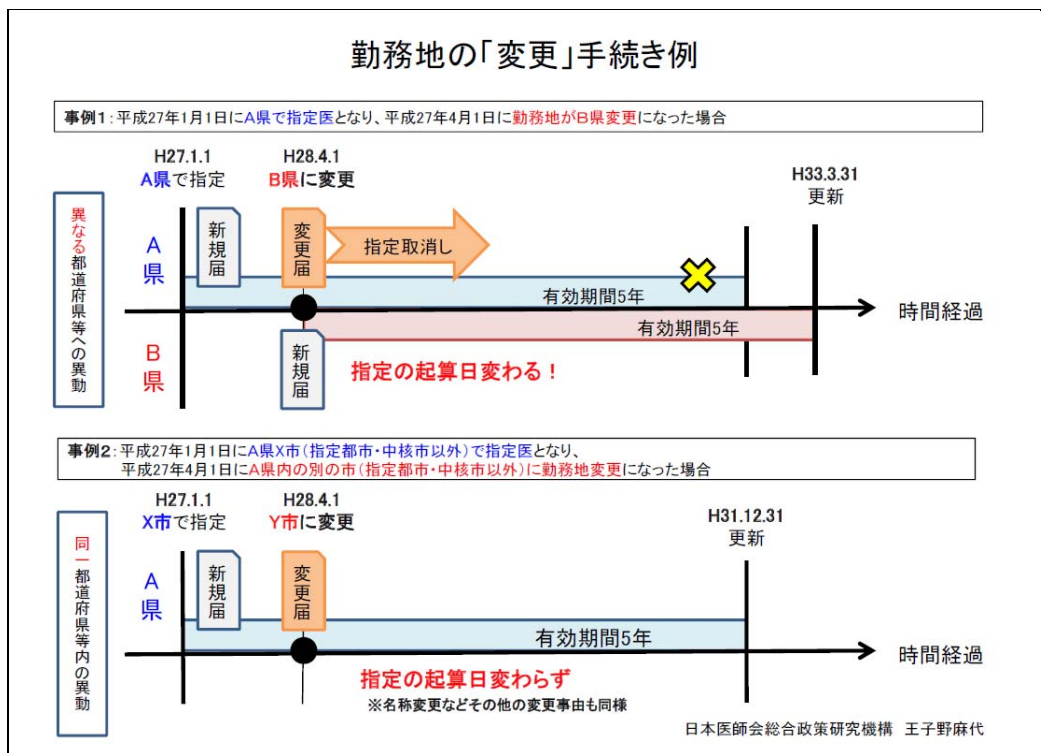 勤務地の「変更」手続き例
事例1：平成27年1月1日にA県で指定医となり、平成27年4月1日に勤務地がB県変更になった場合
H27.1.1
A県で指定
H28.4.1
B県に変更
H33.3.31
更新
異なる都道府県等への異動
A県
新規届
変更届
指定取消し
有効期間5年
時間経過
有効期間5年
B県
新規届
指定の起算日変わる！
事例2：平成27年1月1日にA県X市（指定都市・中核市以外）で指定医となり、
平成27年4月1日にA県内の別の市（指定都市・中核市以外）に勤務地変更になった場合
H27.1.1
X市で指定
H28.4.1
Y市に変更
H31.12.31
更新
同一都道府県等内の異動
A県
新規届
変更届
有効期間5年
時間経過
指定の起算日変わらず
※名称変更などその他の変更事由も同様
日本医師会総合政策研究機構　王子野麻代